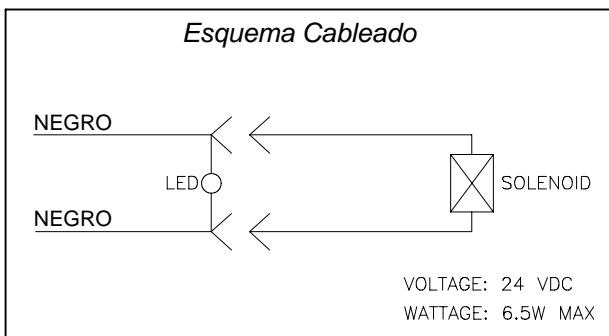 Esquema Cableado
NEGRO
LED
SOLENOID
NEGRO
VOLTAGE: 24 VDC
WATTAGE: 6.5W MAX